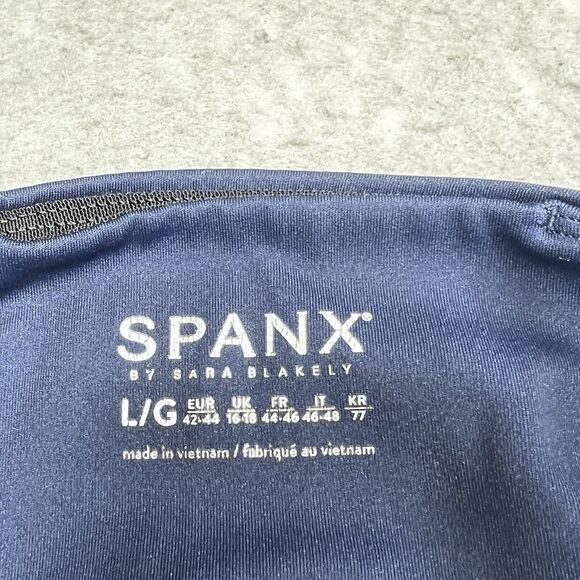 SPANX®
BY SARA BLAKELY
L/G EUR 42-44 UK 16-18 FR 44-46 IT 46-48 KR 77
made in vietnam / fabriqué au vietnam